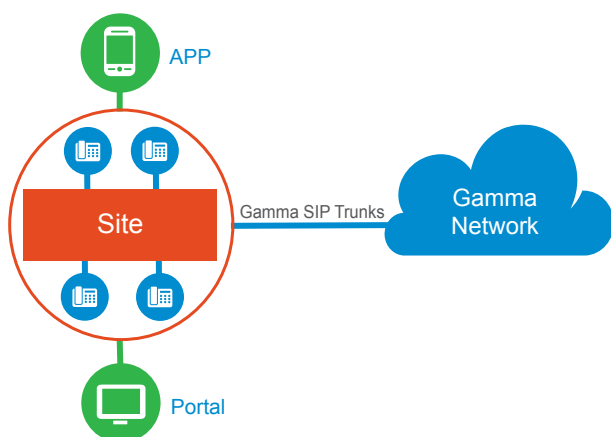 APP
Site
Gamma SIP Trunks
Gamma
Network
Portal